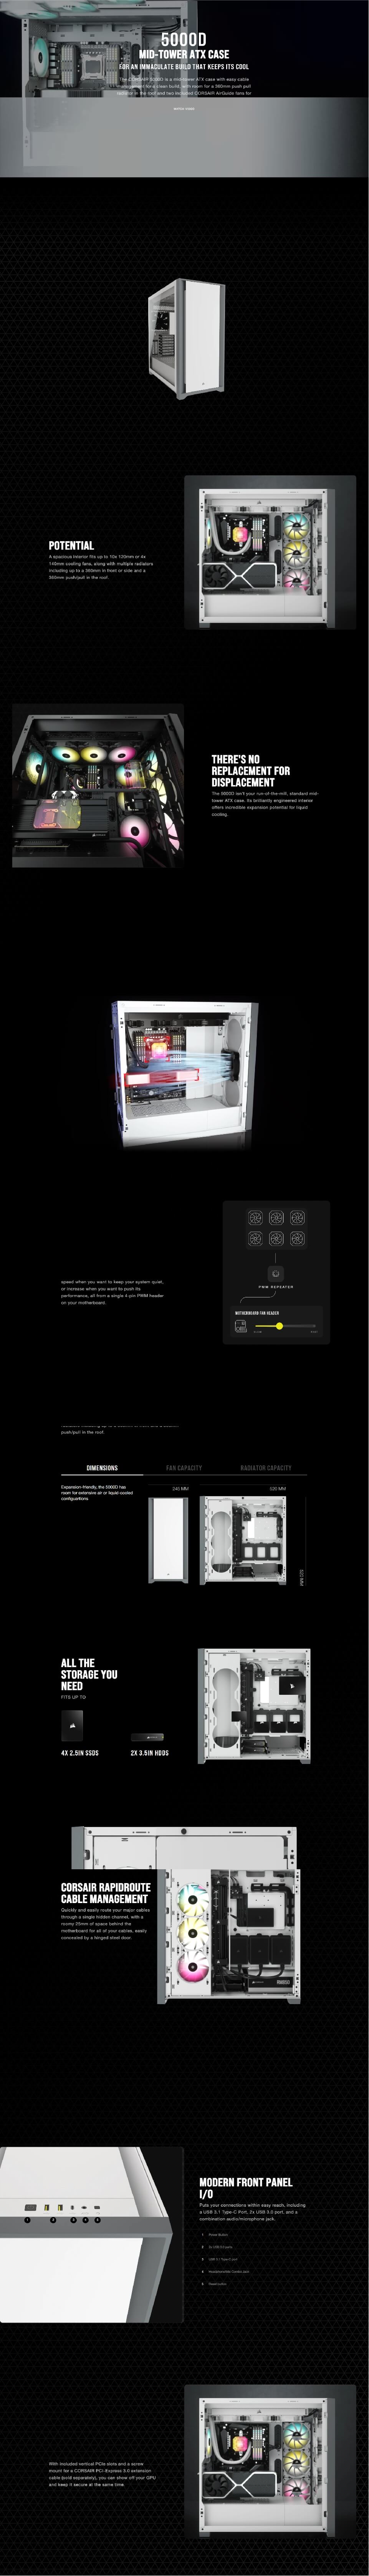 5000D
MID-TOWER ATX CASE
FOR AN IMMACULATE BUILD THAT KEEPS ITS COOL
The CORSAIR 5000D is a mid-tower ATX case with easy cable
management for a clean build, with room for a 360mm push pull
radiator in the roof and two included CORSAIR AirGuide fans for
POTENTIAL
A spacious interior fits up to 10x 120mm or 4x
140mm cooling fans, along with multiple radiators
including up to a 360mm in front or side and a
360mm push/pull in the roof.
THERE'S NO
REPLACEMENT FOR
DISPLACEMENT
The 5000D isn't your run-of-the-mill, standard mid-
tower ATX case. Its brilliantly engineered interior
offers incredible expansion potential for liquid
cooling.
speed when you want to keep your system quiet,
or increase when you want to push its
performance, all from a single 4-pin PWM header
on your motherboard.
PWM REPEATER
MOTHERBOARD FAN HEADER
push/pull in the roof.
DIMENSIONS
FAN CAPACITY
RADIATOR CAPACITY
Expansion-friendly, the 5000D has
room for extensive air or liquid-cooled
configurations
245 MM
520 MM
520 MM
ALL THE
STORAGE YOU
NEED
FITS UP TO
4X 2.5IN SSDS
2X 3.5IN HDDS
CORSAIR RAPIDROUTE
CABLE MANAGEMENT
Quickly and easily route your major cables
through a single hidden channel, with a
roomy 25mm of space behind the
motherboard for all of your cables, easily
concealed by a hinged steel door.
MODERN FRONT PANEL
I/O
Puts your connections within easy reach, including
a USB 3.1 Type-C Port, 2x USB 3.0 port, and a
combination audio/microphone jack.
1 Power Button
2 2x USB 3.0 ports
3 USB 3.1 Type-C port
4 Headphone/Mic Combo Jack
5 Reset button
With included vertical PCIe slots and a screw
mount for a CORSAIR PCI-Express 3.0 extension
cable (sold separately), you can show off your GPU
and keep it secure at the same time.